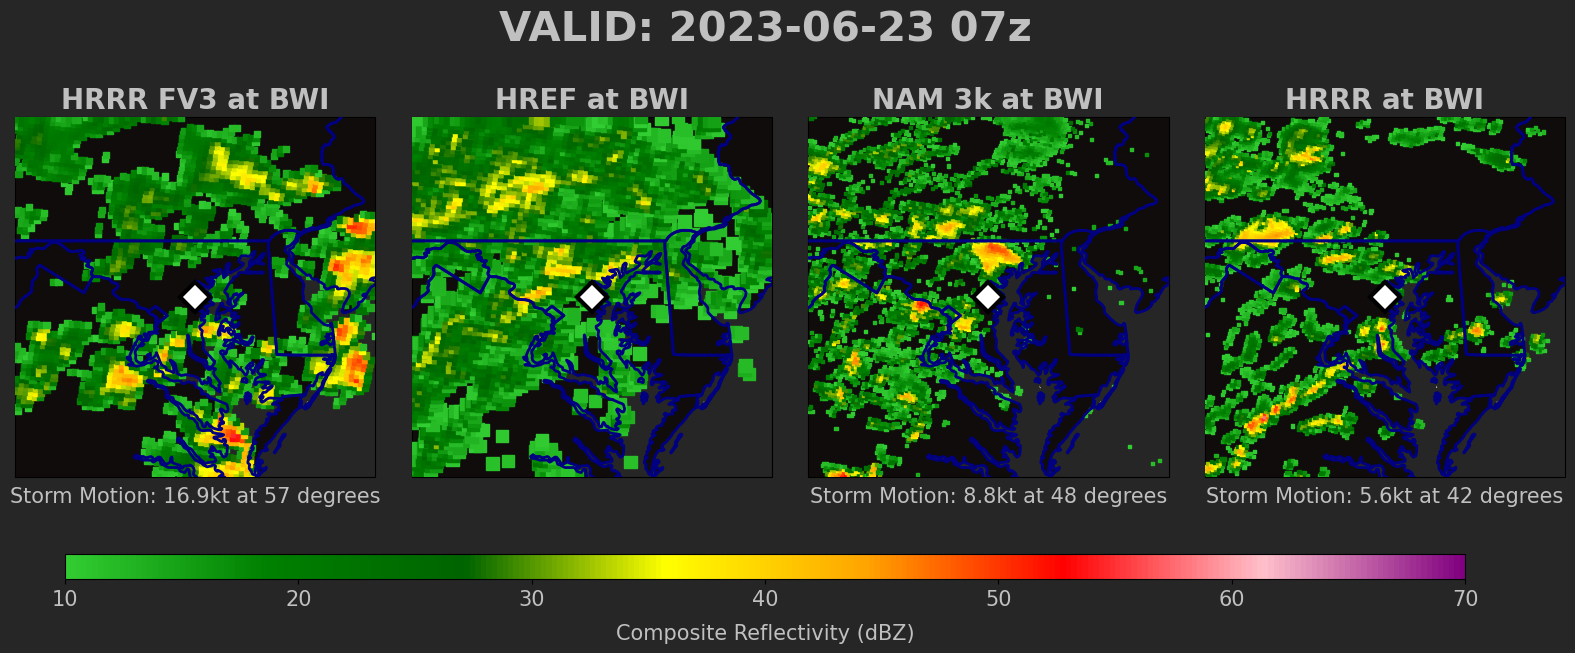 VALID: 2023-06-23 07z
HRRR FV3 at BWI
HREF at BWI
NAM 3k at BWI
HRRR at BWI
Storm Motion: 16.9kt at 57 degrees
Storm Motion: 8.8kt at 48 degrees
Storm Motion: 5.6kt at 42 degrees
10 20 30 40 50 60 70
Composite Reflectivity (dBZ)